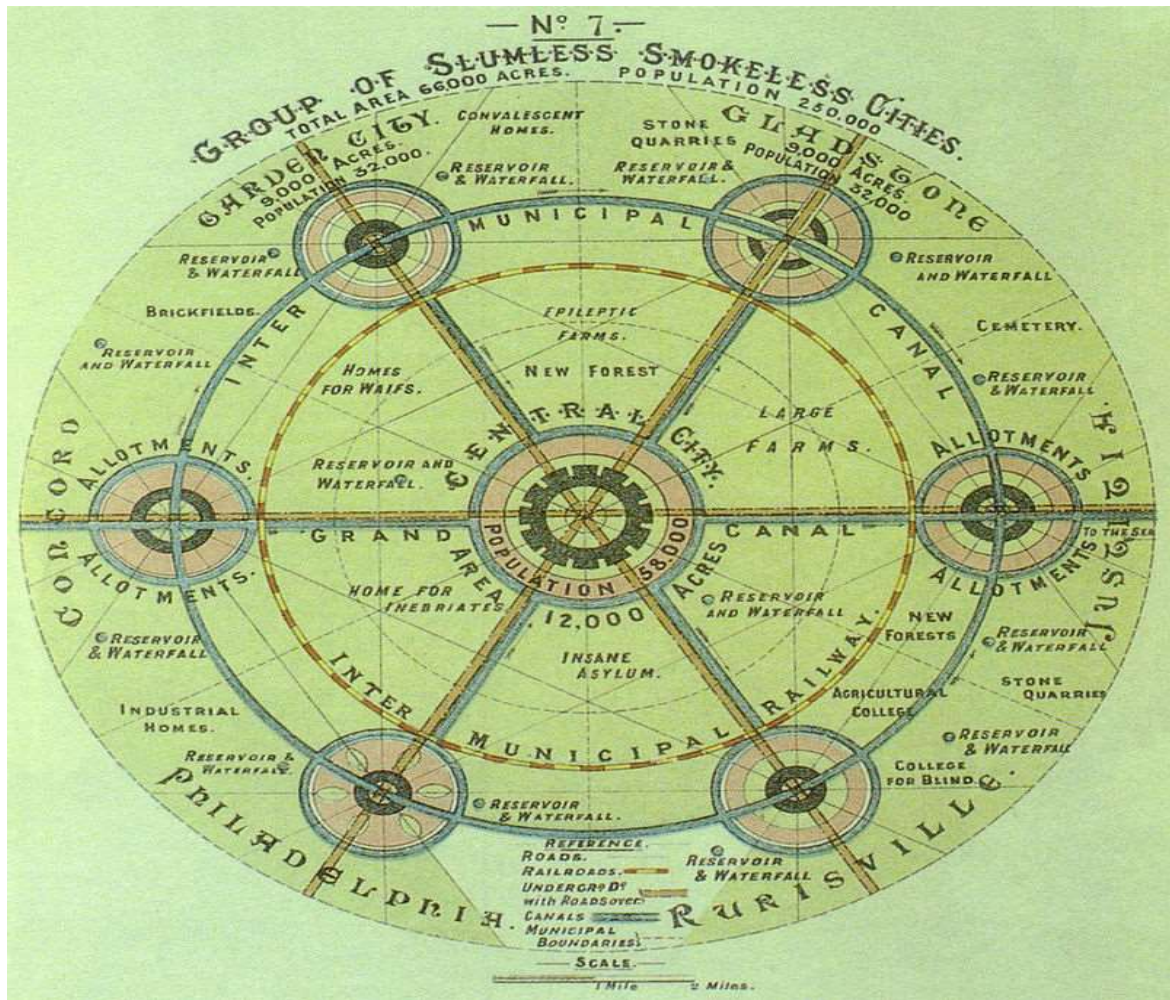 — Nº 7. —
GROUP OF SLUMLESS SMOKELESS CITIES.
TOTAL AREA 66,000 ACRES. POPULATION 250,000
GARDEN CITY.
9,000 ACRES.
POPULATION 32,000.
CONVALESCENT
HOMES.
STONE
QUARRIES
GLADSTONE
9,000 ACRES.
POPULATION
32,000
RESERVOIR
& WATERFALL.
RESERVOIR &
WATERFALL.
RESERVOIR
& WATERFALL
RESERVOIR
AND WATERFALL
INTER MUNICIPAL CANAL
BRICKFIELDS.
EPILEPTIC
FARMS.
CEMETERY.
RESERVOIR
AND WATERFALL
HOMES
FOR WAIFS.
NEW FOREST
RESERVOIR
& WATERFALL
LARGE
FARMS.
CONCORD
ALLOTMENTS.
CENTRAL CITY.
ALLOTMENTS
JUSTITIA.
RESERVOIR AND
WATERFALL.
GRAND CANAL
TO THE SEA
POPULATION 58,000
ALLOTMENTS.
ALLOTMENTS
AREA 12,000 ACRES
HOME FOR
INEBRIATES.
RESERVOIR
AND WATERFALL
NEW
FORESTS
RESERVOIR
& WATERFALL
RESERVOIR
& WATERFALL
INSANE
ASYLUM.
STONE
QUARRIES
INTER MUNICIPAL RAILWAY.
AGRICULTURAL
COLLEGE
INDUSTRIAL
HOMES.
RESERVOIR
& WATERFALL
RESERVOIR &
WATERFALL.
COLLEGE
FOR BLIND.
RESERVOIR
& WATERFALL
PHILADELPHIA.
RURISVILLE.
REFERENCE.
ROADS.
RAILROADS.
UNDERGRD Dº
with ROADSover
CANALS
MUNICIPAL
BOUNDARIES
RESERVOIR
& WATERFALL
— SCALE. —
1 Mile 2 Miles.